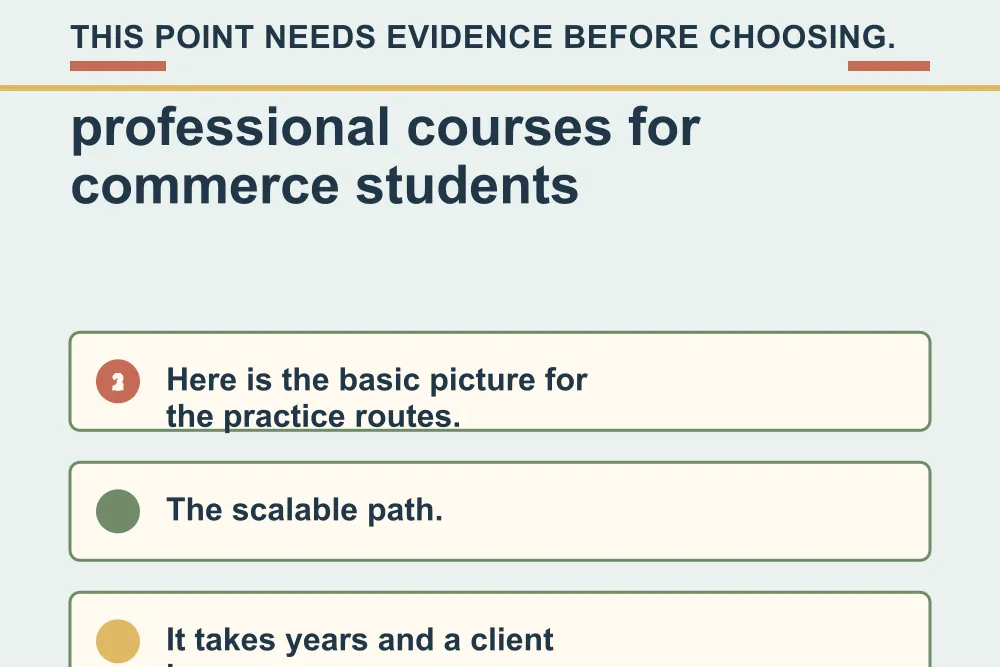 THIS POINT NEEDS EVIDENCE BEFORE CHOOSING.
professional courses for
commerce students
Here is the basic picture for
the practice routes.
The scalable path.
It takes years and a client